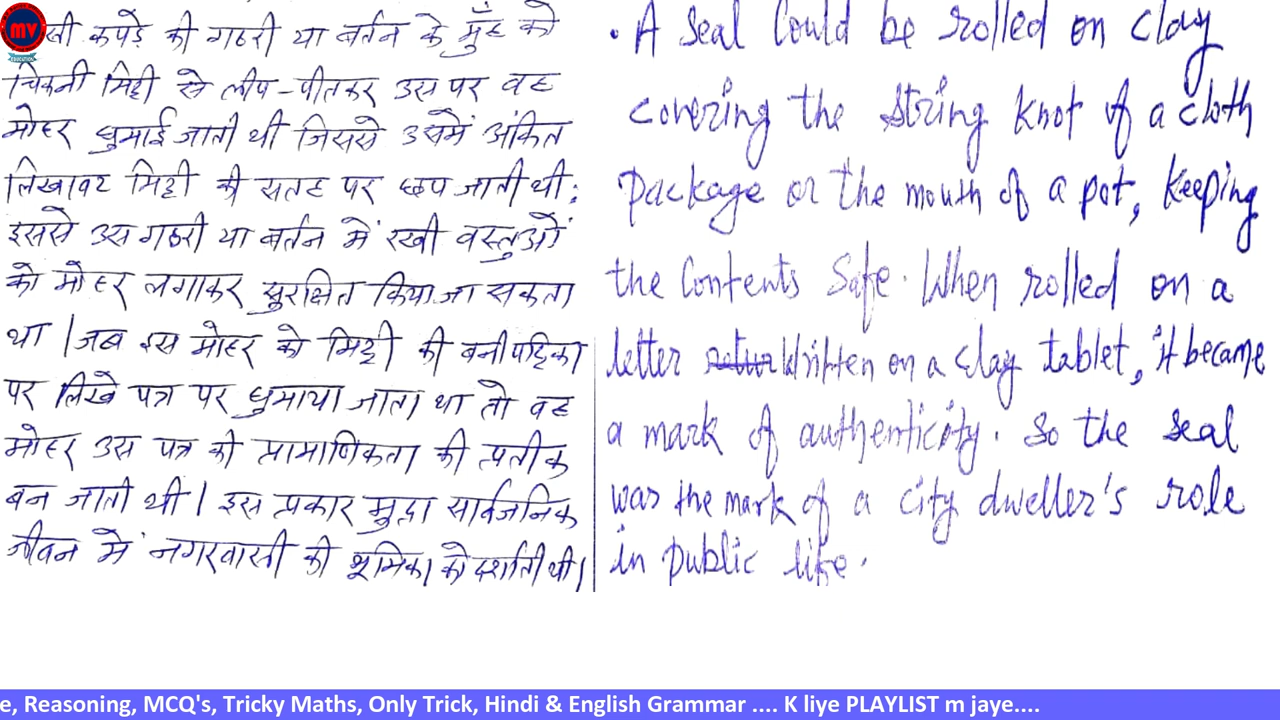 mv
EDUCATION
कपड़े की गठरी या बर्तन के मुँह को
चिकनी मिट्टी से लीप-पोतकर उस पर वह
मोहर घुमाई जाती थी जिससे उसमें अंकित
लिखावट मिट्टी की सतह पर छप जाती थी;
इससे उस गठरी या बर्तन में रखी वस्तुओं
को मोहर लगाकर सुरक्षित किया जा सकता
था। जब इस मोहर को मिट्टी की बनी पट्टिका
पर लिखे पत्र पर घुमाया जाता था तो वह
मोहर उस पत्र की प्रामाणिकता की प्रतीक
बन जाती थी। इस प्रकार मुद्रा सार्वजनिक
जीवन में नगरवासी की भूमिका को दर्शाती थी।
• A Seal Could be rolled on clay
covering the string knot of a cloth
package or the mouth of a pot, keeping
the Contents Safe. When rolled on a
letter written on a clay tablet, it became
a mark of authenticity. So the seal
was the mark of a city dweller's role
in public life.
e, Reasoning, MCQ's, Tricky Maths, Only Trick, Hindi & English Grammar .... K liye PLAYLIST m jaye....